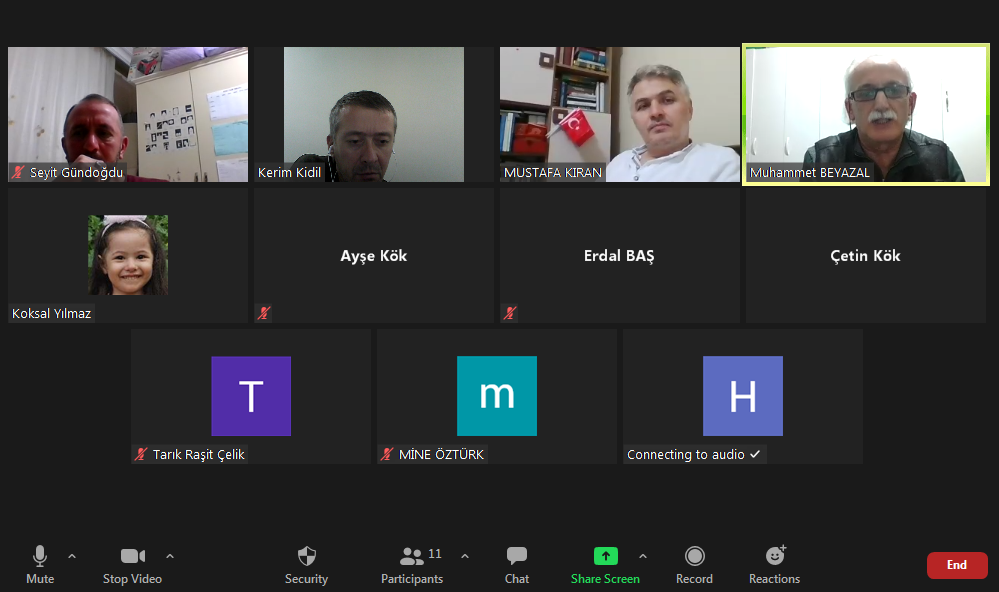 Seyit Gündoğdu
Kerim Kidil
MUSTAFA KIRAN
Muhammet BEYAZAL
Koksal Yılmaz
Ayşe Kök
Erdal BAŞ
Çetin Kök
T
Tarık Raşit Çelik
m
MİNE ÖZTÜRK
H
Connecting to audio
Mute
Stop Video
Security
Participants
11
Chat
Share Screen
Record
Reactions
End